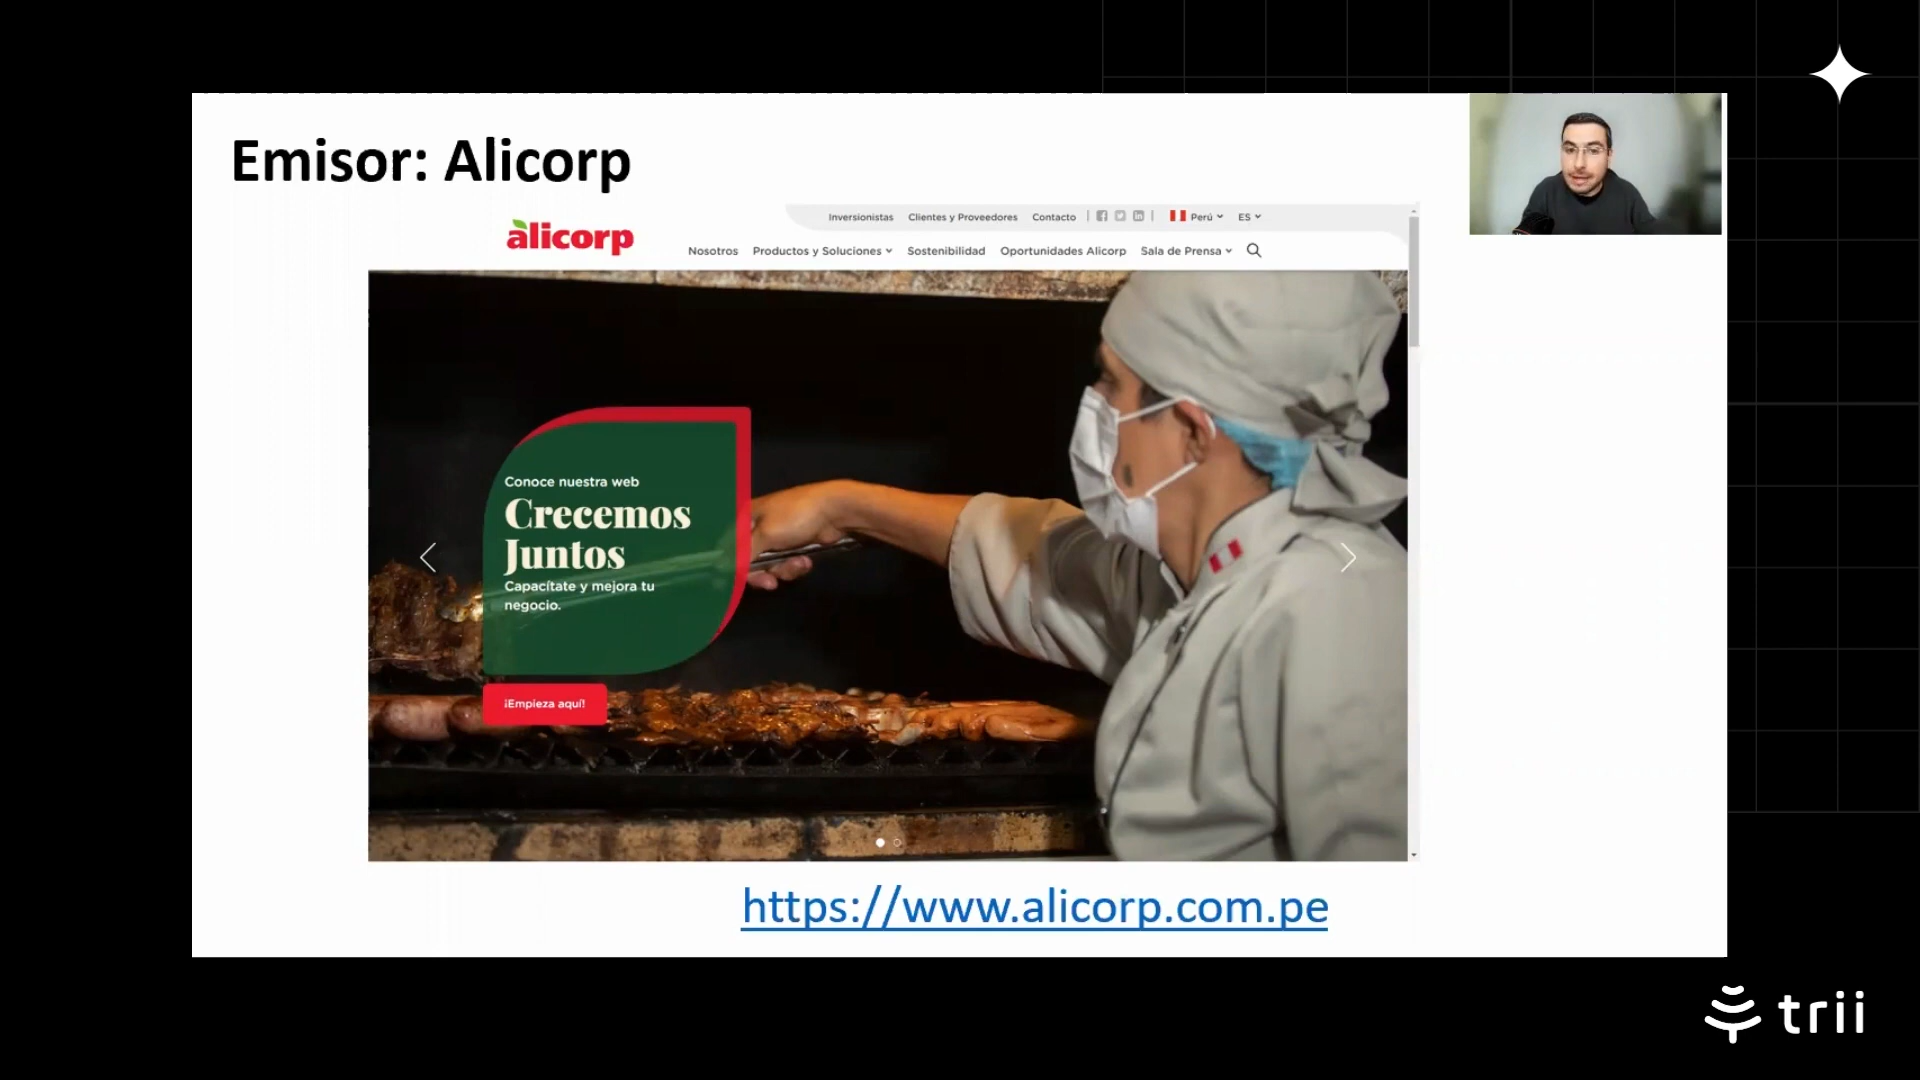 Emisor: Alicorp
Inversionistas Clientes y Proveedores Contacto | | Perú ES
alicorp
Nosotros Productos y Soluciones Sostenibilidad Oportunidades Alicorp Sala de Prensa
Conoce nuestra web
Crecemos
Juntos
Capacítate y mejora tu
negocio.
¡Empieza aquí!
https://www.alicorp.com.pe
trii